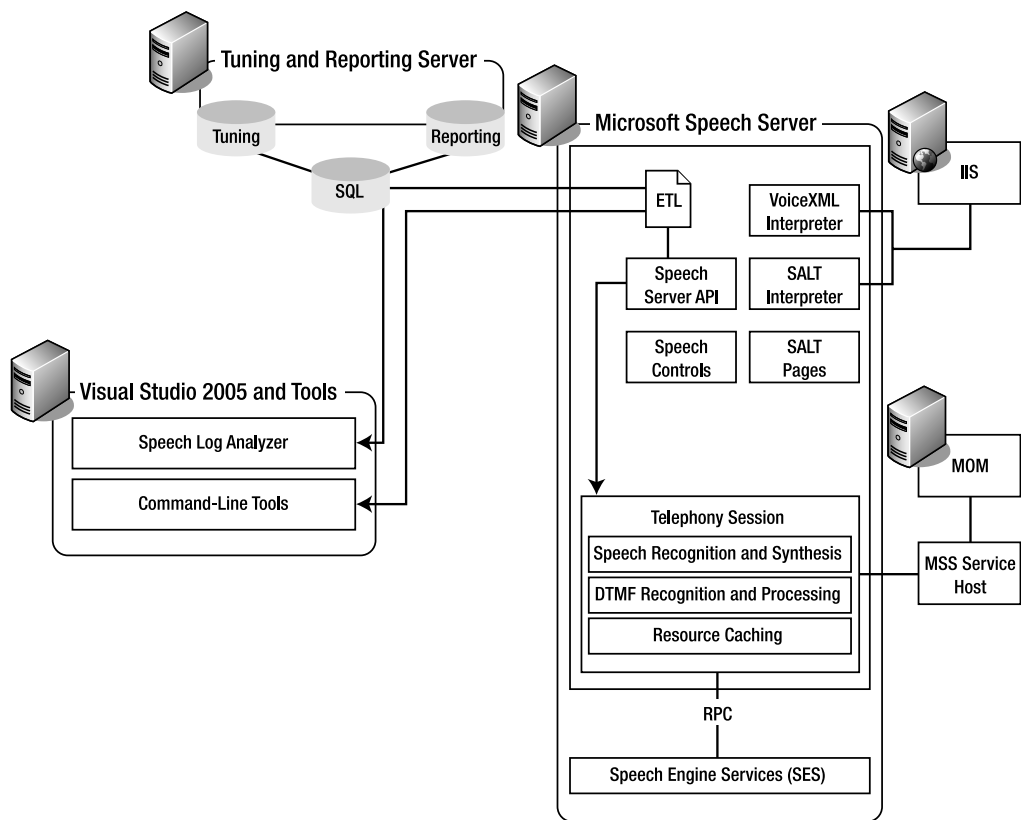 Tuning and Reporting Server
Tuning
Reporting
SQL
Microsoft Speech Server
ETL
VoiceXML
Interpreter
Speech
Server API
SALT
Interpreter
Speech
Controls
SALT
Pages
IIS
Visual Studio 2005 and Tools
Speech Log Analyzer
Command-Line Tools
MOM
MSS Service
Host
Telephony Session
Speech Recognition and Synthesis
DTMF Recognition and Processing
Resource Caching
RPC
Speech Engine Services (SES)